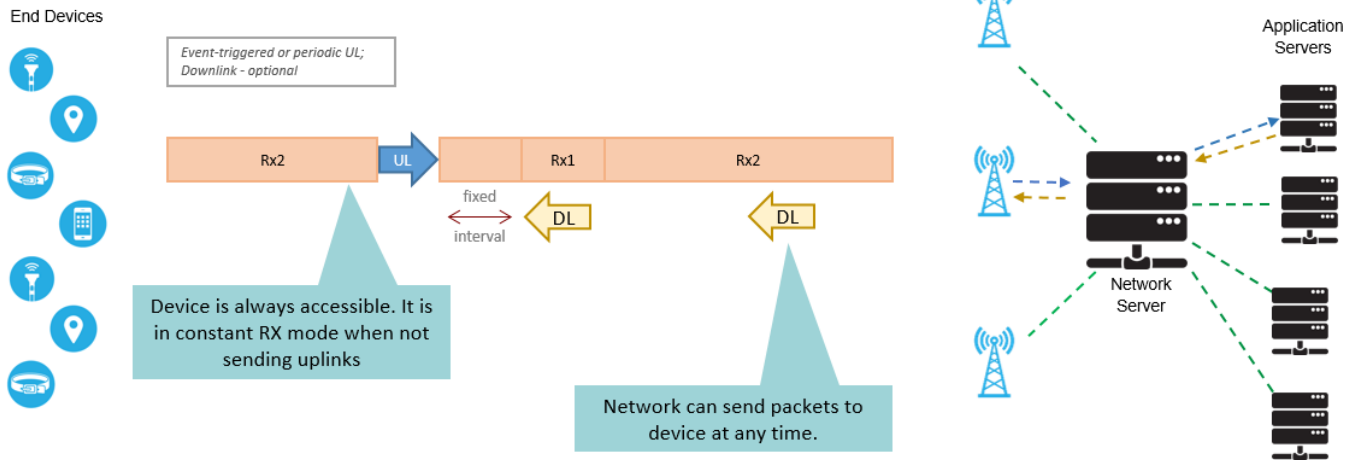 End Devices
Event-triggered or periodic UL;
Downlink - optional
Application
Servers
Rx2
UL
Rx1
Rx2
fixed
interval
DL
DL
Device is always accessible. It is
in constant RX mode when not
sending uplinks
Network
Server
Network can send packets to
device at any time.